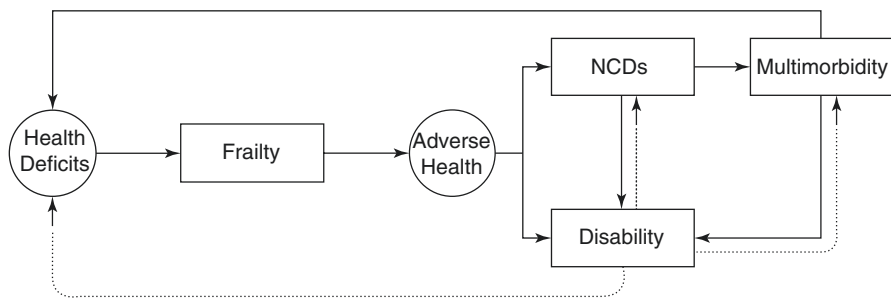 NCDs
Multimorbidity
Health
Deficits
Frailty
Adverse
Health
Disability